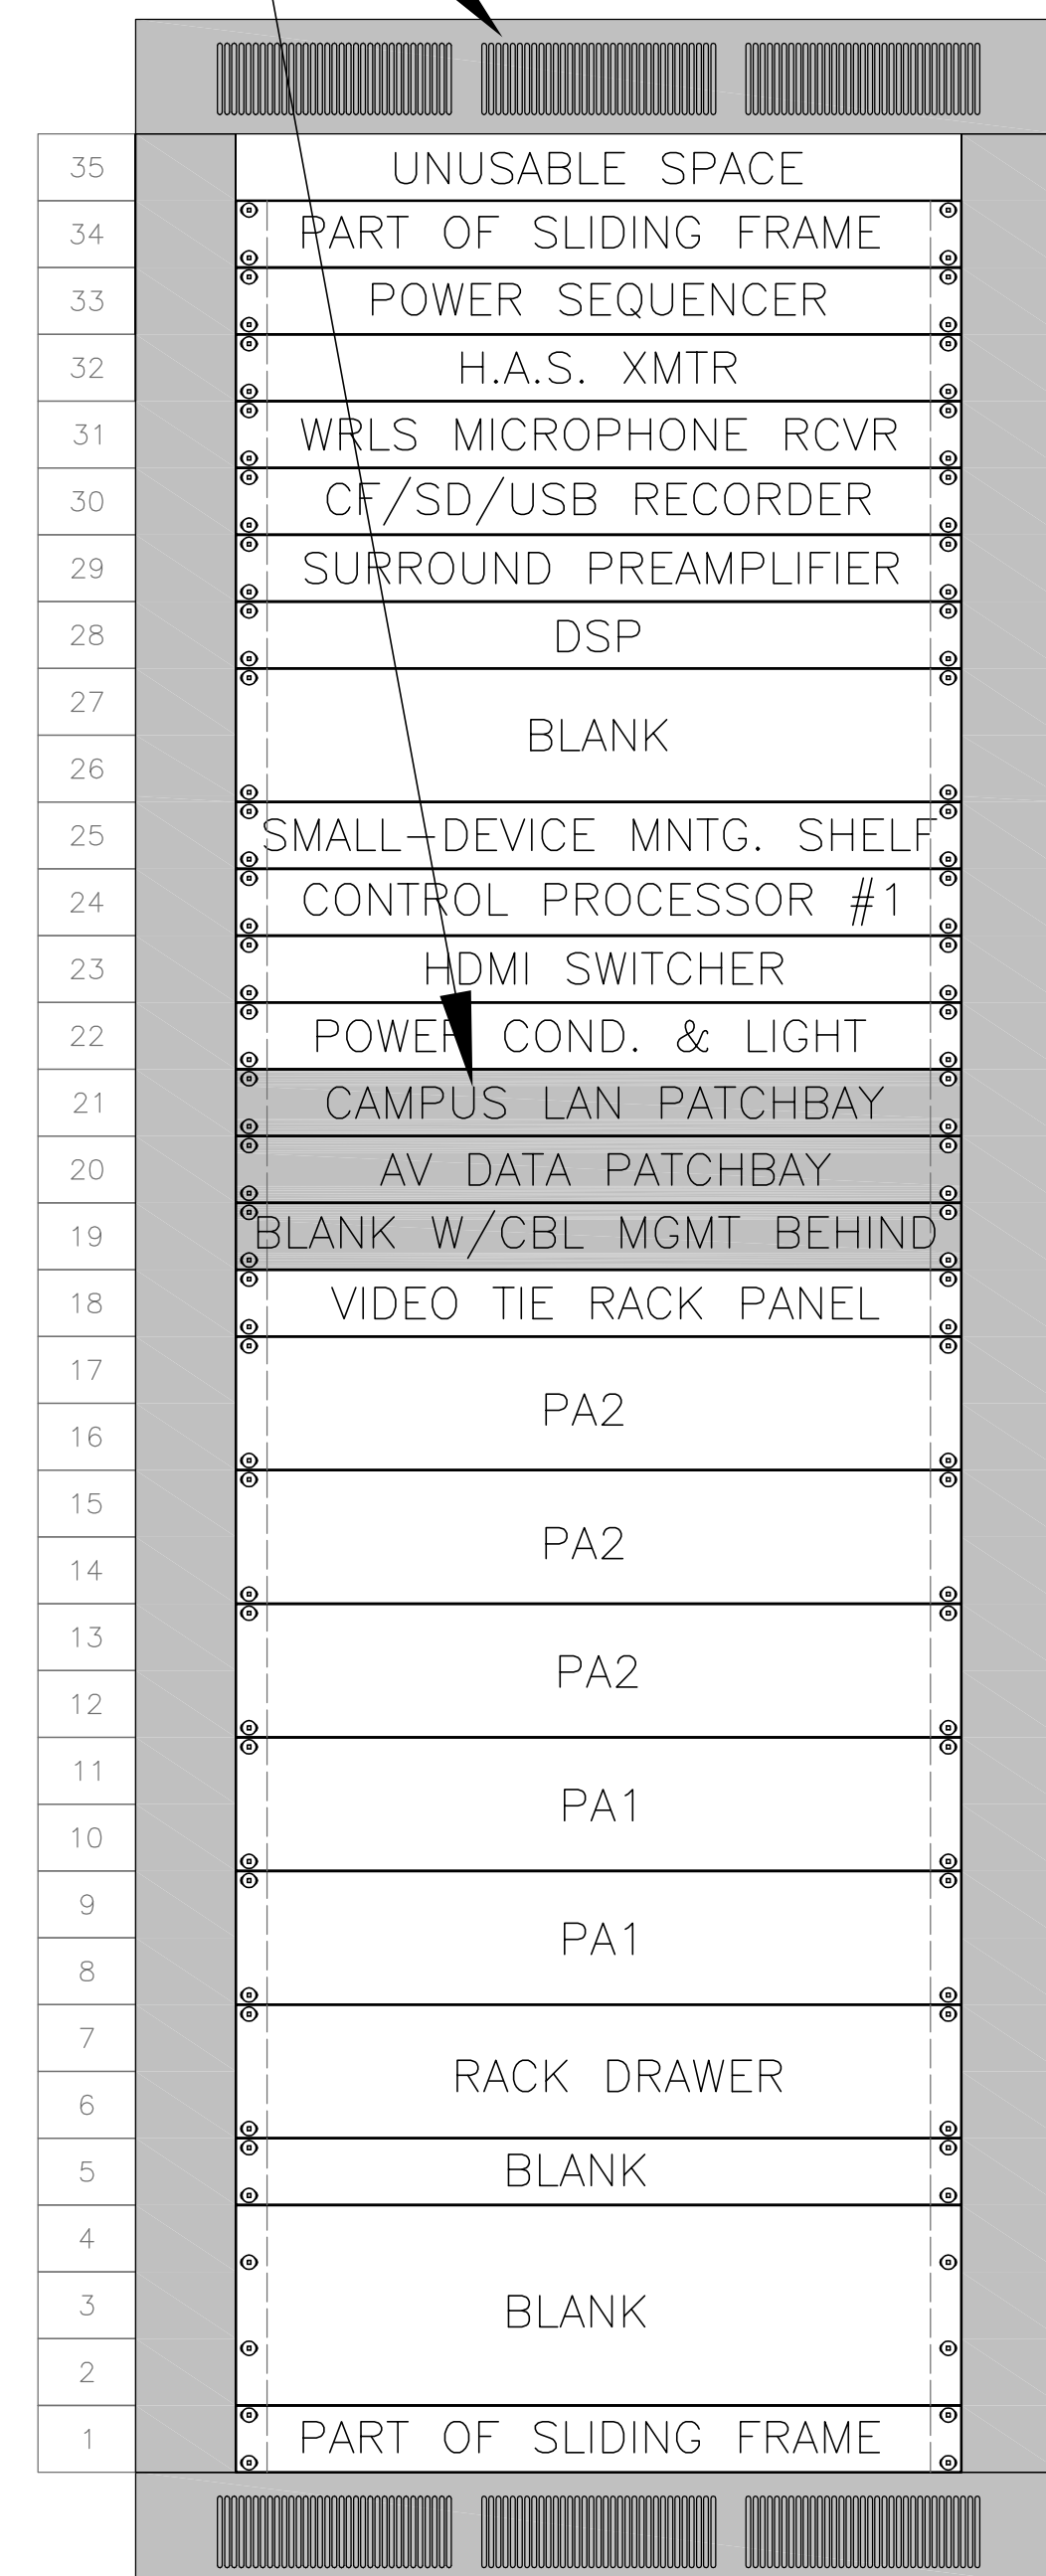 35 UNUSABLE SPACE
34 PART OF SLIDING FRAME
33 POWER SEQUENCER
32 H.A.S. XMTR
31 WRLS MICROPHONE RCVR
30 CF/SD/USB RECORDER
29 SURROUND PREAMPLIFIER
28 DSP
27
BLANK
26
25 SMALL-DEVICE MNTG. SHELF
24 CONTROL PROCESSOR #1
23 HDMI SWITCHER
22 POWER COND. & LIGHT
21 CAMPUS LAN PATCHBAY
20 AV DATA PATCHBAY
19 BLANK W/CBL MGMT BEHIND
18 VIDEO TIE RACK PANEL
17
PA2
16
15
PA2
14
13
PA2
12
11
PA1
10
9
PA1
8
7
RACK DRAWER
6
5 BLANK
4
3 BLANK
2
1 PART OF SLIDING FRAME